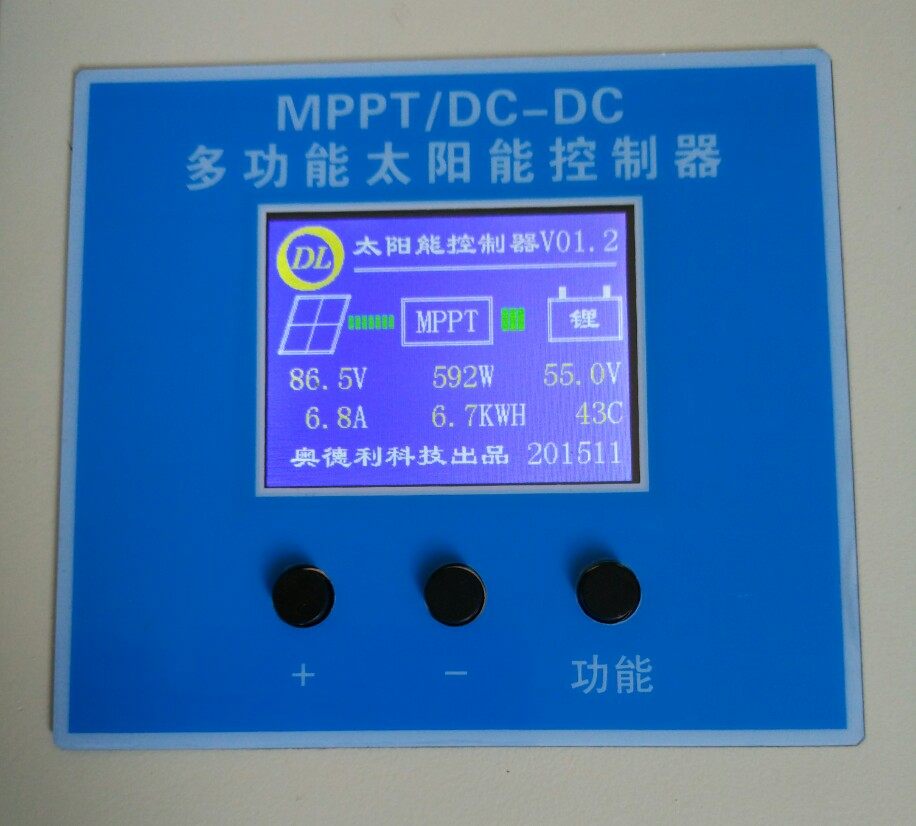 MPPT/DC-DC
多功能太阳能控制器
DL 太阳能控制器V01.2
MPPT 锂
86.5V 592W 55.0V
6.8A 6.7KWH 43C
奥德利科技出品 201511
+ - 功能